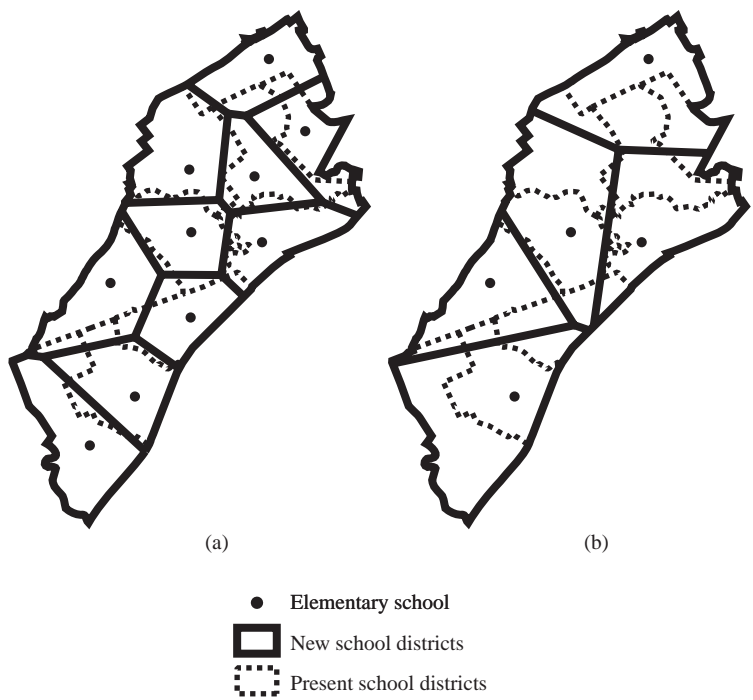 (a) (b)
Elementary school
New school districts
Present school districts